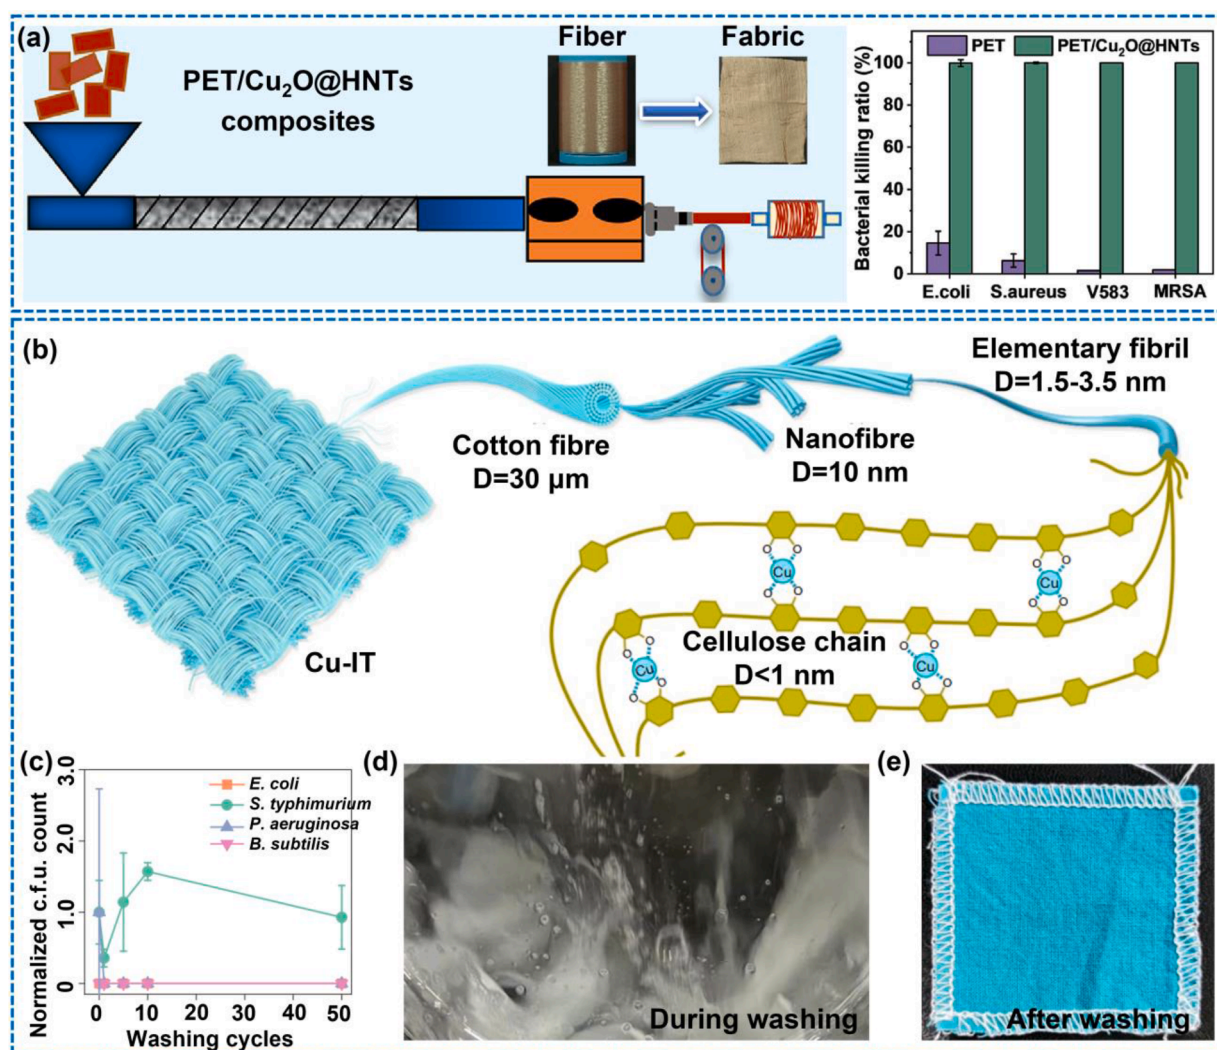 (a)
PET/Cu₂O@HNTs
composites
Fiber
Fabric
Bacterial killing ratio (%)
PET
PET/Cu₂O@HNTs
100
80
60
40
20
0
E.coli
S.aureus
V583
MRSA
(b)
Cu-IT
Cotton fibre
D=30 μm
Nanofibre
D=10 nm
Elementary fibril
D=1.5-3.5 nm
O O
Cu
O O
O O
Cu
O O
Cellulose chain
D<1 nm
O O
Cu
O O
O O
Cu
O O
(c)
Normalized c.f.u. count
3.0
2.0
1.0
0
E. coli
S. typhimurium
P. aeruginosa
B. subtilis
0 10 20 30 40 50
Washing cycles
(d)
During washing
(e)
After washing